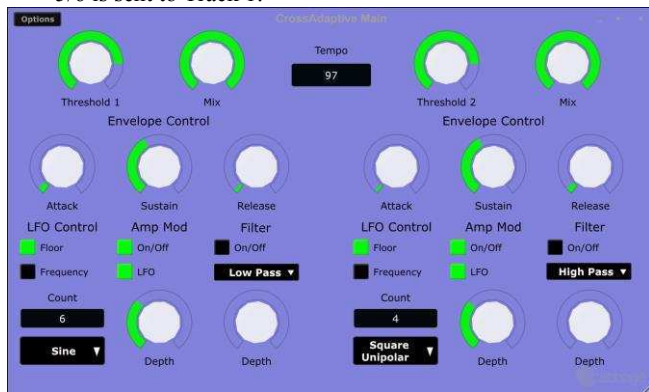 Options
CrossAdaptive Main
Tempo
97
Threshold 1 Mix Threshold 2 Mix
Envelope Control Envelope Control
Attack Sustain Release Attack Sustain Release
LFO Control Amp Mod Filter LFO Control Amp Mod Filter
Floor On/Off On/Off Floor On/Off On/Off
Frequency LFO Low Pass Frequency LFO High Pass
Count Count
6 4
Sine Depth Depth Square Unipolar Depth Depth